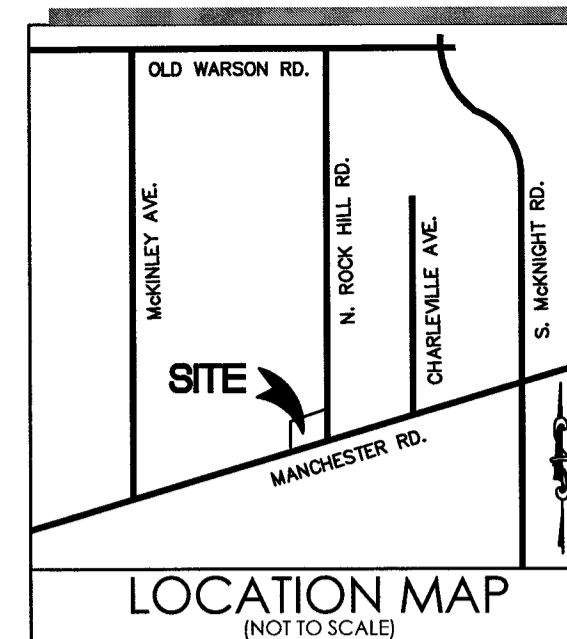 OLD WARSON RD.
McKINLEY AVE.
N. ROCK HILL RD.
CHARLEVILLE AVE.
S. McKNIGHT RD.
SITE
MANCHESTER RD.
LOCATION MAP
(NOT TO SCALE)